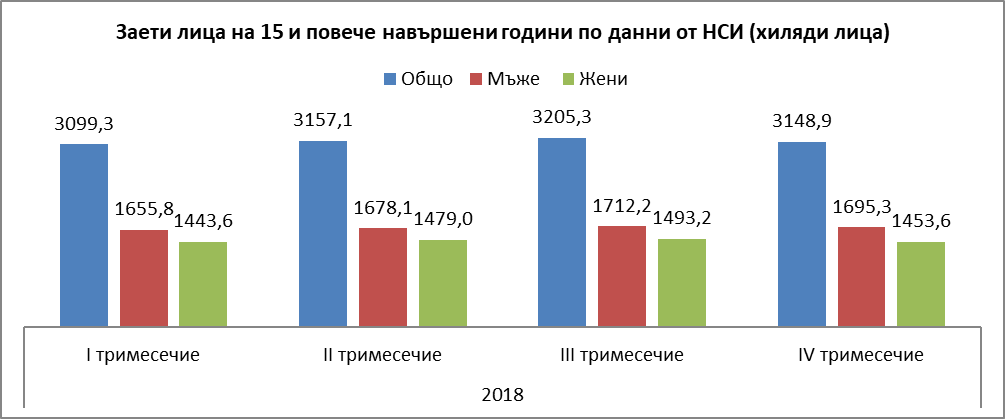 Заети лица на 15 и повече навършени години по данни от НСИ (хиляди лица)
Общо Мъже Жени
3099,3 3157,1 3205,3 3148,9
1655,8 1443,6 1678,1 1479,0 1712,2 1493,2 1695,3 1453,6
I тримесечие II тримесечие III тримесечие IV тримесечие
2018